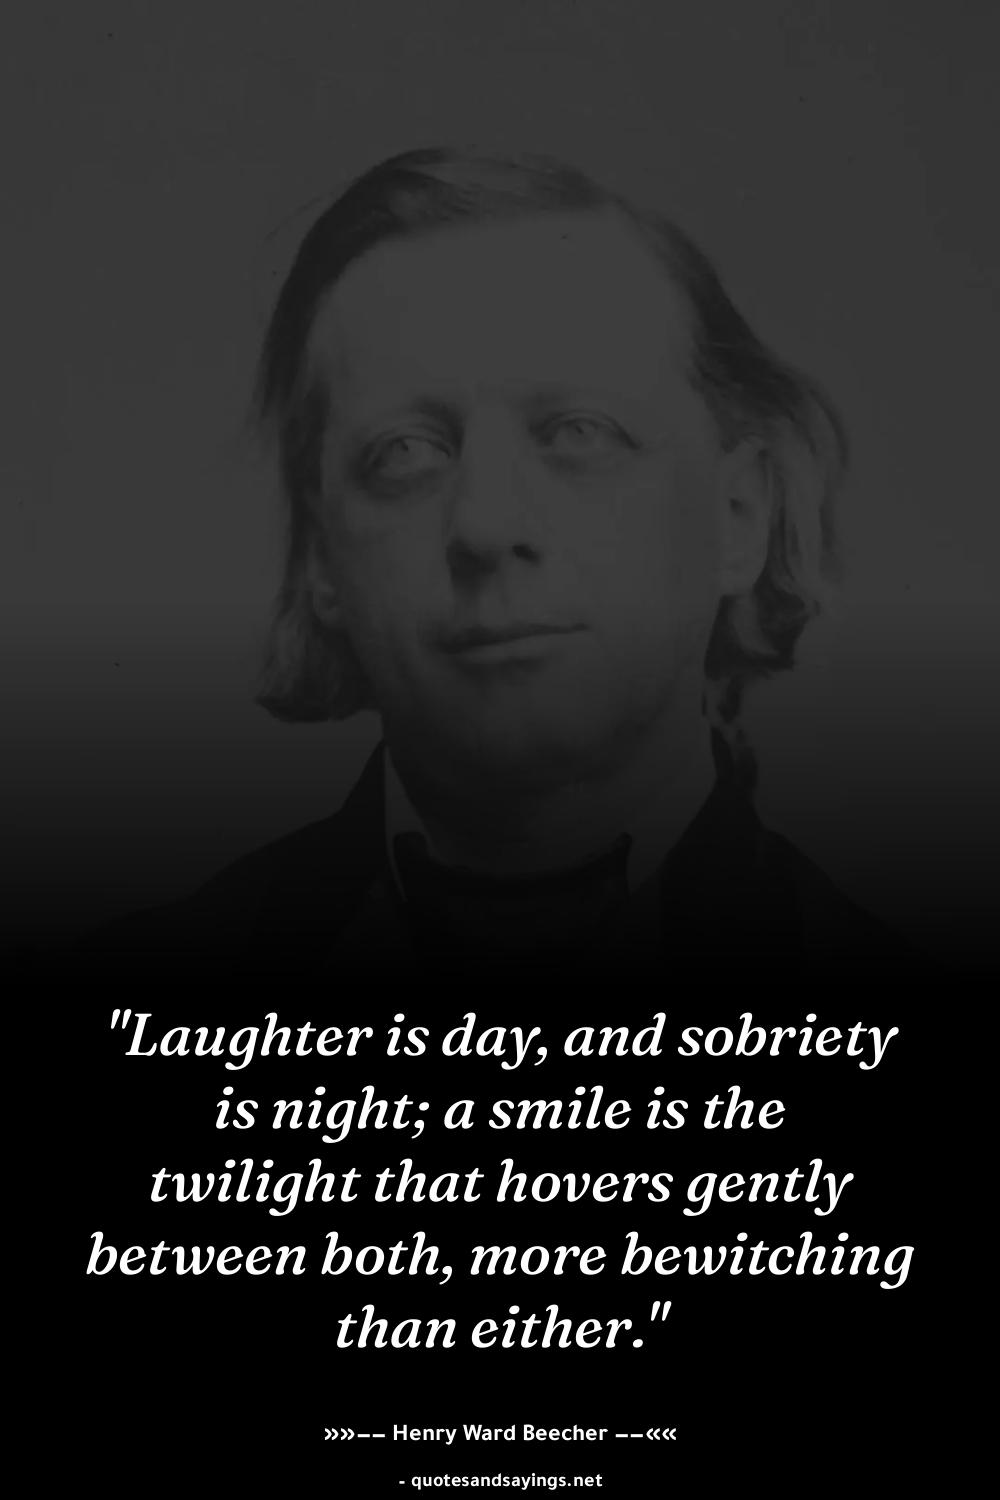 "Laughter is day, and sobriety
is night; a smile is the
twilight that hovers gently
between both, more bewitching
than either."
»»–– Henry Ward Beecher ––««
- quotesandsayings.net